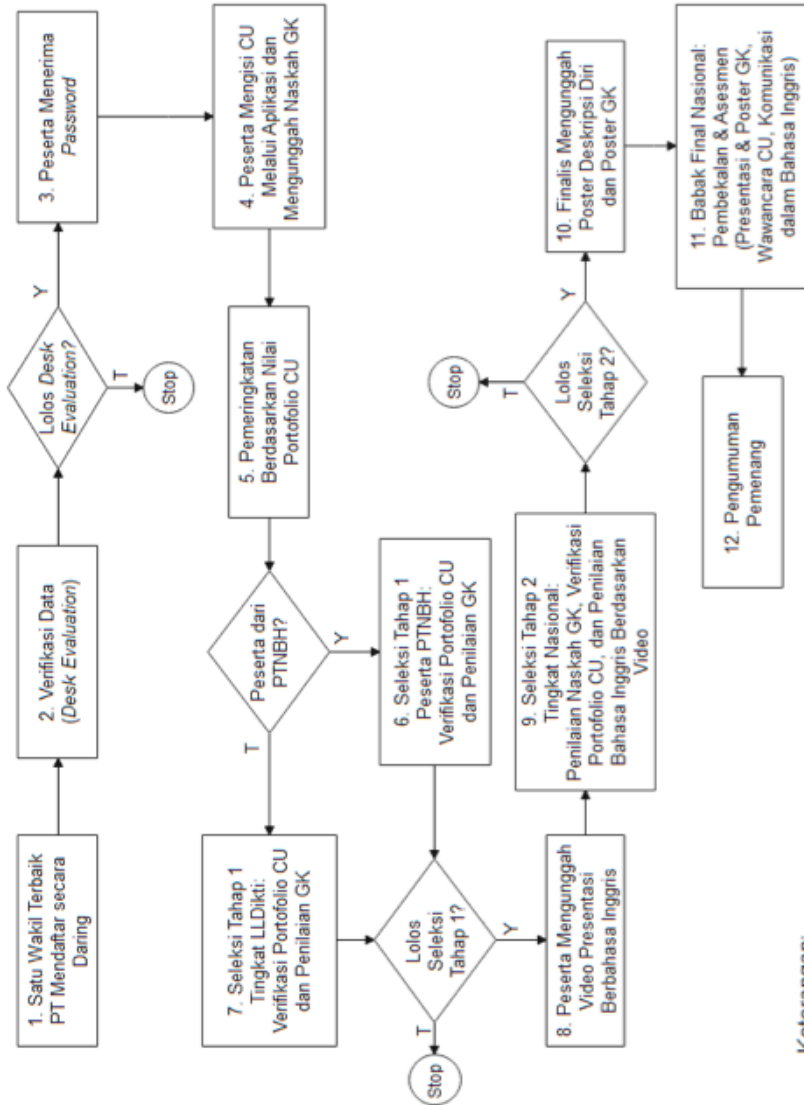 1. Satu Wakil Terbaik
PT Mendaftar secara
Daring
2. Verifikasi Data
(Desk Evaluation)
Lolos Desk
Evaluation?
Y
T
Stop
3. Peserta Menerima
Password
4. Peserta Mengisi CU
Melalui Aplikasi dan
Mengunggah Naskah GK
5. Pemeringkatan
Berdasarkan Nilai
Portofolio CU
Peserta dari
PTNBH?
T
Y
6. Seleksi Tahap 1
Peserta PTNBH:
Verifikasi Portofolio CU
dan Penilaian GK
7. Seleksi Tahap 1
Tingkat LLDikti:
Verifikasi Portofolio CU
dan Penilaian GK
Lolos
Seleksi
Tahap 1?
T
Stop
Y
8. Peserta Mengunggah
Video Presentasi
Berbahasa Inggris
9. Seleksi Tahap 2
Tingkat Nasional:
Penilaian Naskah GK, Verifikasi
Portofolio CU, dan Penilaian
Bahasa Inggris Berdasarkan
Video
Lolos
Seleksi
Tahap 2?
T
Stop
Y
10. Finalis Mengunggah
Poster Deskripsi Diri
dan Poster GK
11. Babak Final Nasional:
Pembekalan & Asesmen
(Presentasi & Poster GK,
Wawancara CU, Komunikasi
dalam Bahasa Inggris)
12. Pengumuman
Pemenang
Keterangan: